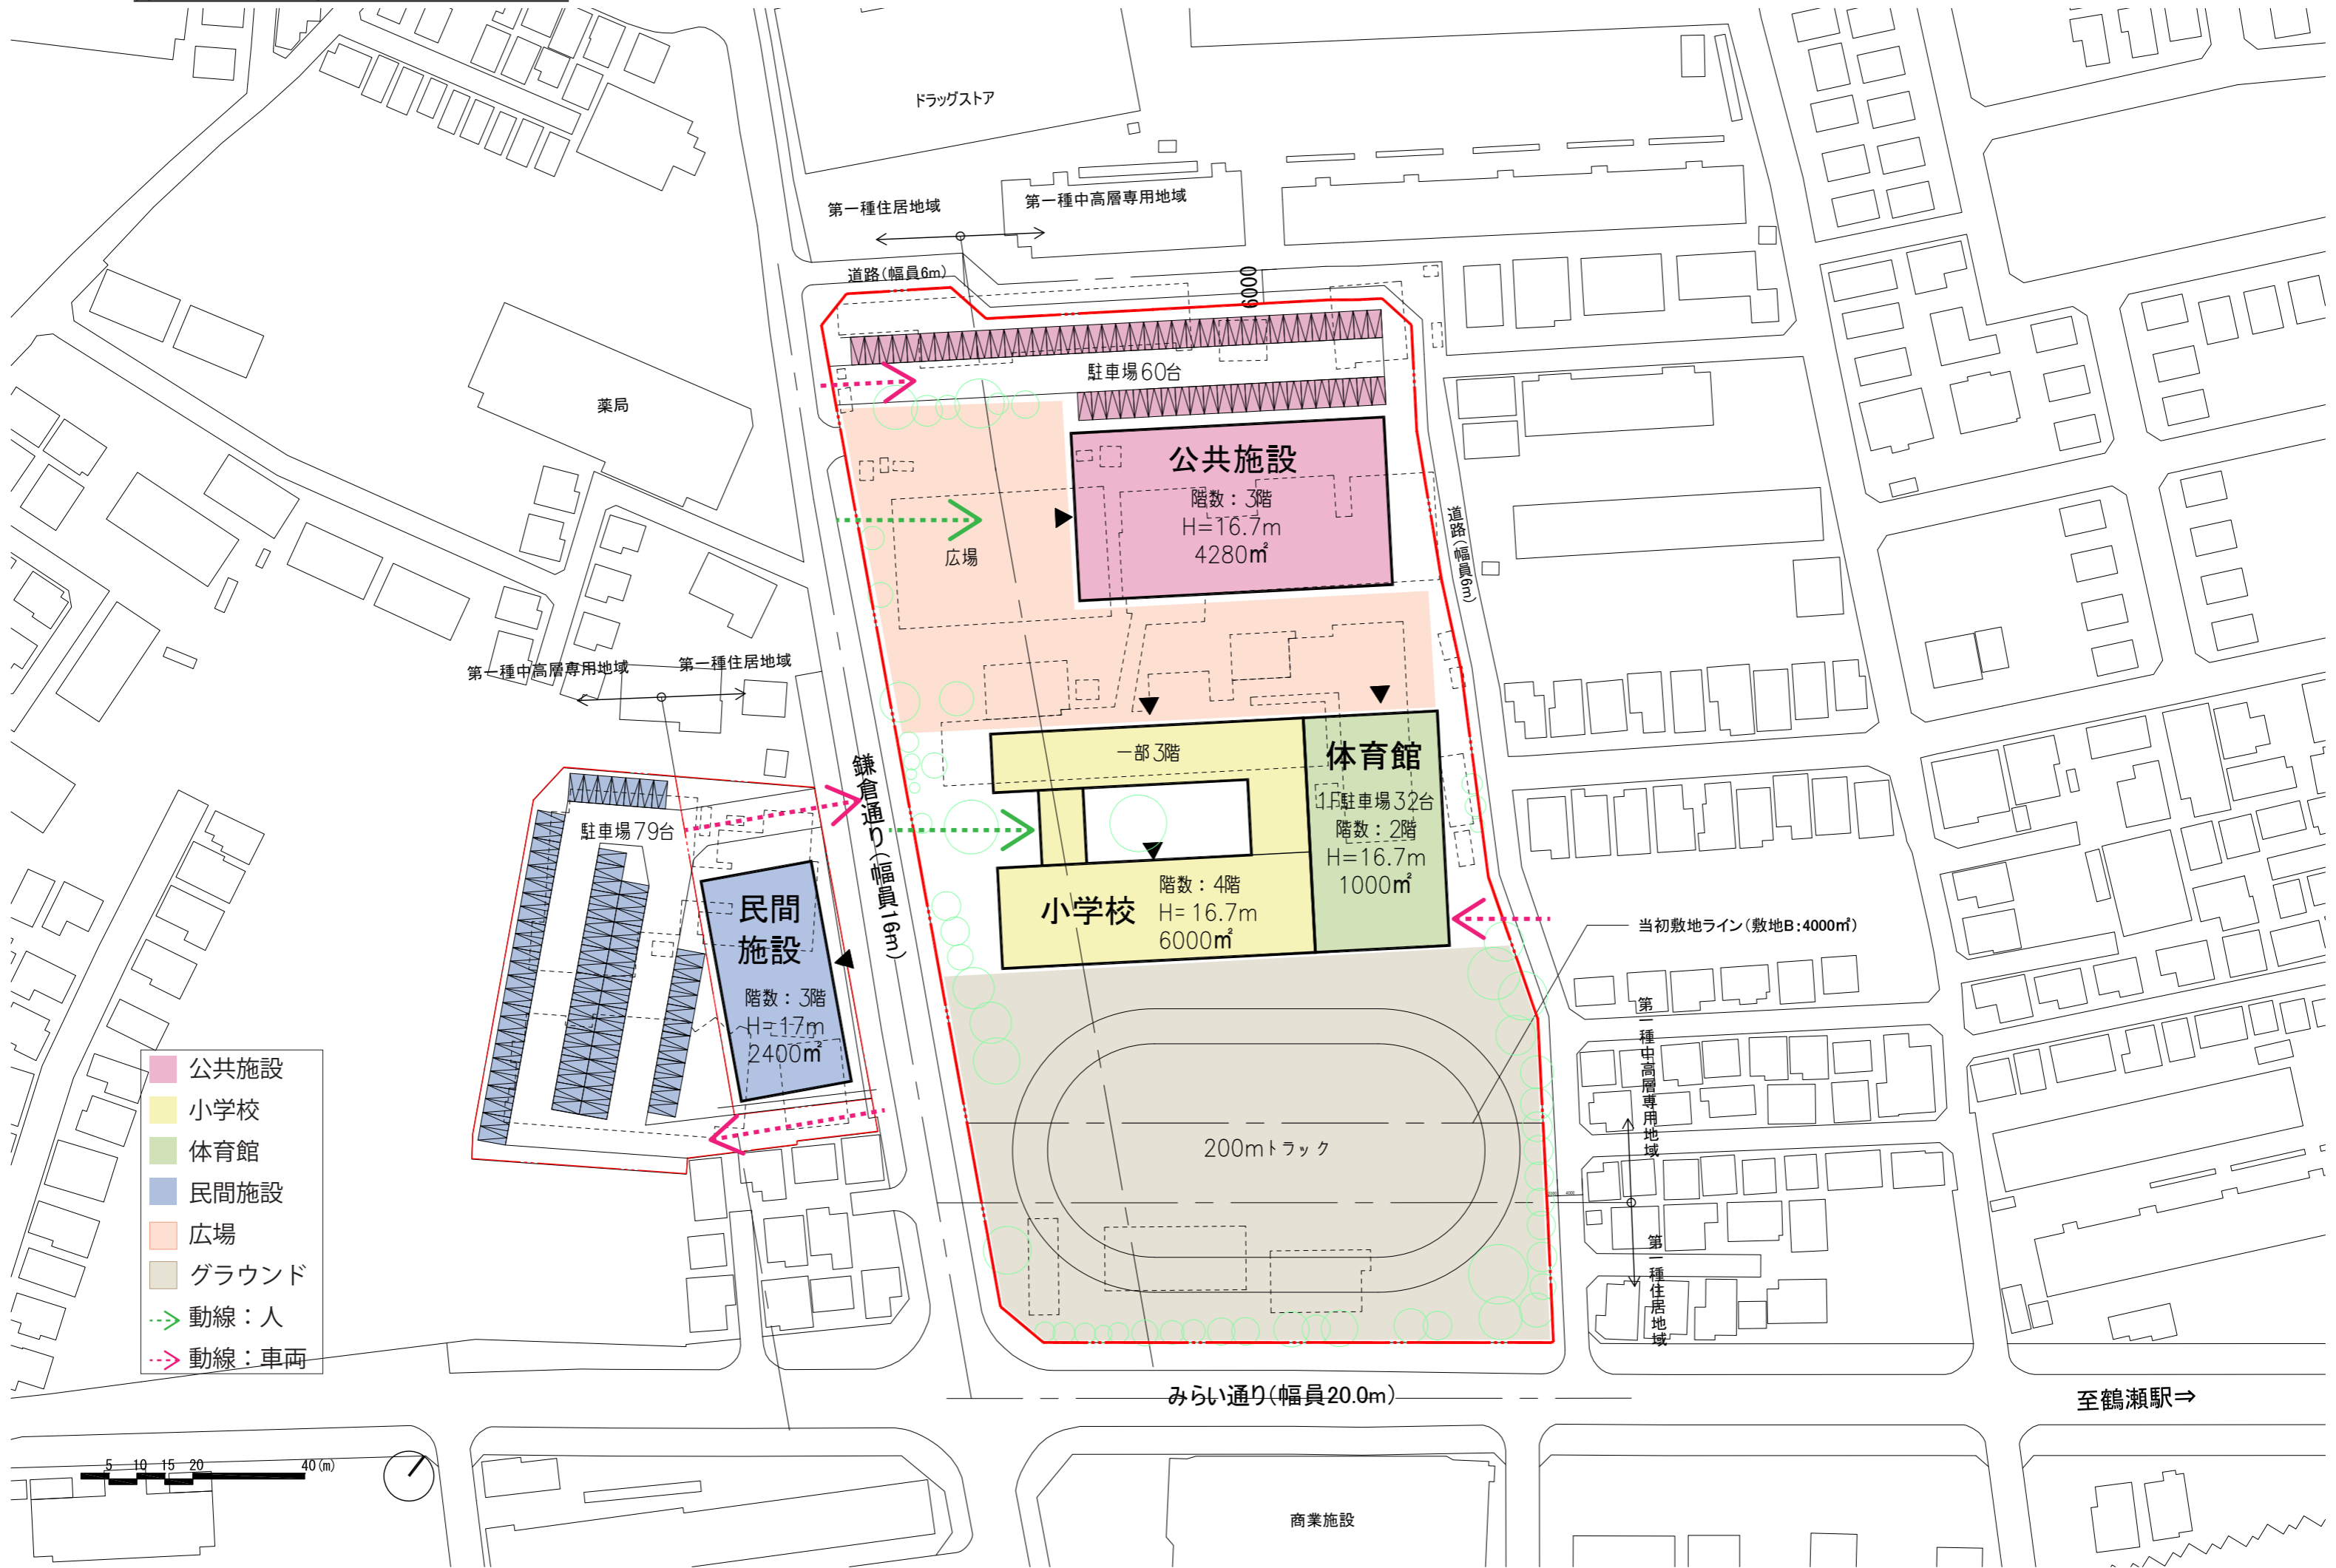 ドラッグストア
第一種住居地域
第一種中高層専用地域
道路(幅員6m)
6000
駐車場60台
薬局
公共施設
階数：3階
H=16.7m
4280㎡
広場
道路(幅員6m)
第一種中高層専用地域
第一種住居地域
鎌倉通り(幅員16m)
一部3階
体育館
1F駐車場32台
階数：2階
H=16.7m
1000㎡
駐車場79台
小学校
階数：4階
H=16.7m
6000㎡
民間
施設
階数：3階
H=17m
2400㎡
当初敷地ライン(敷地B:4000㎡)
第一種中高層専用地域
第一種住居地域
200mトラック
公共施設
小学校
体育館
民間施設
広場
グラウンド
動線：人
動線：車両
みらい通り(幅員20.0m)
至鶴瀬駅⇒
5 10 15 20 40(m)
商業施設